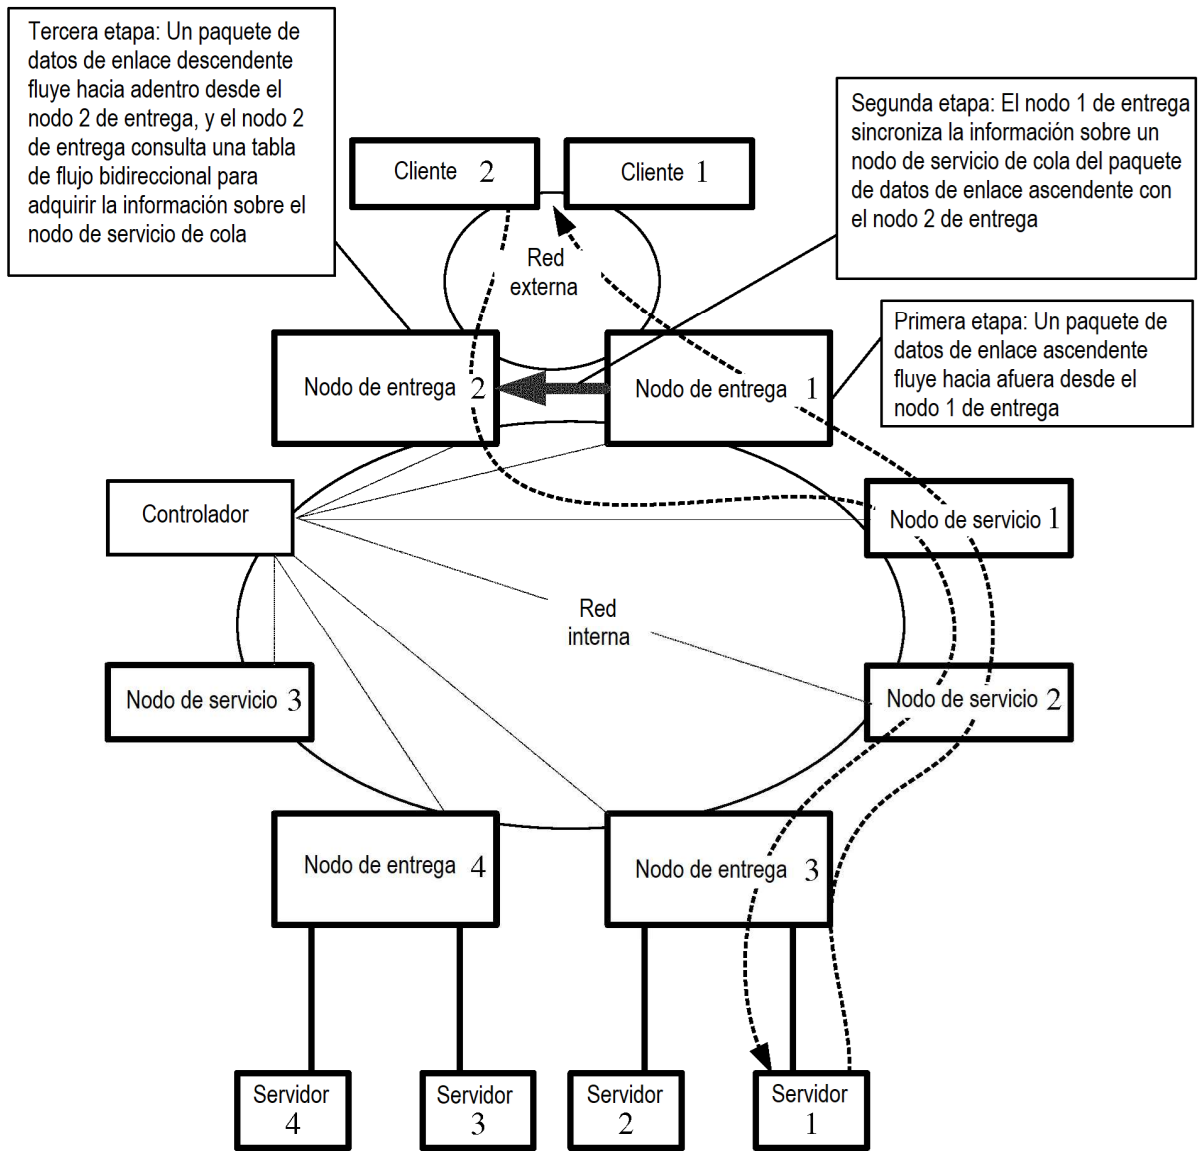 Tercera etapa: Un paquete de
datos de enlace descendente
fluye hacia adentro desde el
nodo 2 de entrega, y el nodo 2
de entrega consulta una tabla
de flujo bidireccional para
adquirir la información sobre el
nodo de servicio de cola
Segunda etapa: El nodo 1 de entrega
sincroniza la información sobre un
nodo de servicio de cola del paquete
de datos de enlace ascendente con
el nodo 2 de entrega
Cliente 2
Cliente 1
Red
externa
Primera etapa: Un paquete de
datos de enlace ascendente
fluye hacia afuera desde el
nodo 1 de entrega
Nodo de entrega 2
Nodo de entrega 1
Controlador
Nodo de servicio 1
Red
interna
Nodo de servicio 3
Nodo de servicio 2
Nodo de entrega 4
Nodo de entrega 3
Servidor
4
Servidor
3
Servidor
2
Servidor
1